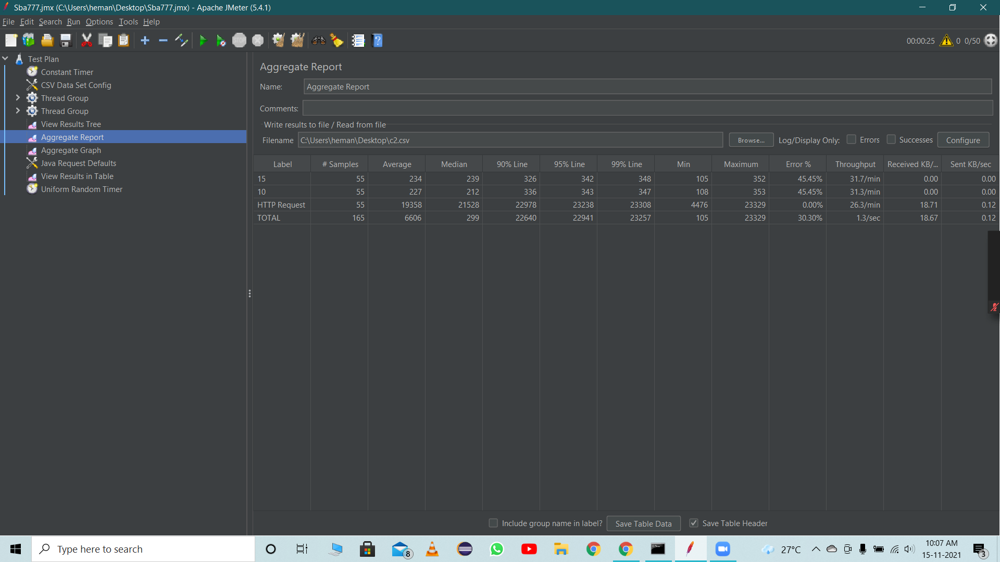 Sba777.jmx (C:\Users\heman\Desktop\Sba777.jmx) - Apache JMeter (5.4.1)
File Edit Search Run Options Tools Help
STOP
00:00:25 0 0/50
Test Plan
Constant Timer
CSV Data Set Config
Thread Group
Thread Group
View Results Tree
Aggregate Report
Aggregate Graph
Java Request Defaults
View Results in Table
Uniform Random Timer
Aggregate Report
Name: Aggregate Report
Comments:
Write results to file / Read from file
Filename C:\Users\heman\Desktop\c2.csv Browse... Log/Display Only: Errors Successes Configure
Label # Samples Average Median 90% Line 95% Line 99% Line Min Maximum Error % Throughput Received KB/... Sent KB/sec
15 55 234 239 326 342 348 105 352 45.45% 31.7/min 0.00 0.00
10 55 227 212 336 343 347 108 353 45.45% 31.3/min 0.00 0.00
HTTP Request 55 19358 21528 22978 23238 23308 4476 23329 0.00% 26.3/min 18.71 0.12
TOTAL 165 6606 299 22640 22941 23257 105 23329 30.30% 1.3/sec 18.67 0.12
Include group name in label? Save Table Data Save Table Header
Type here to search
8
27°C
10:07 AM
15-11-2021
3